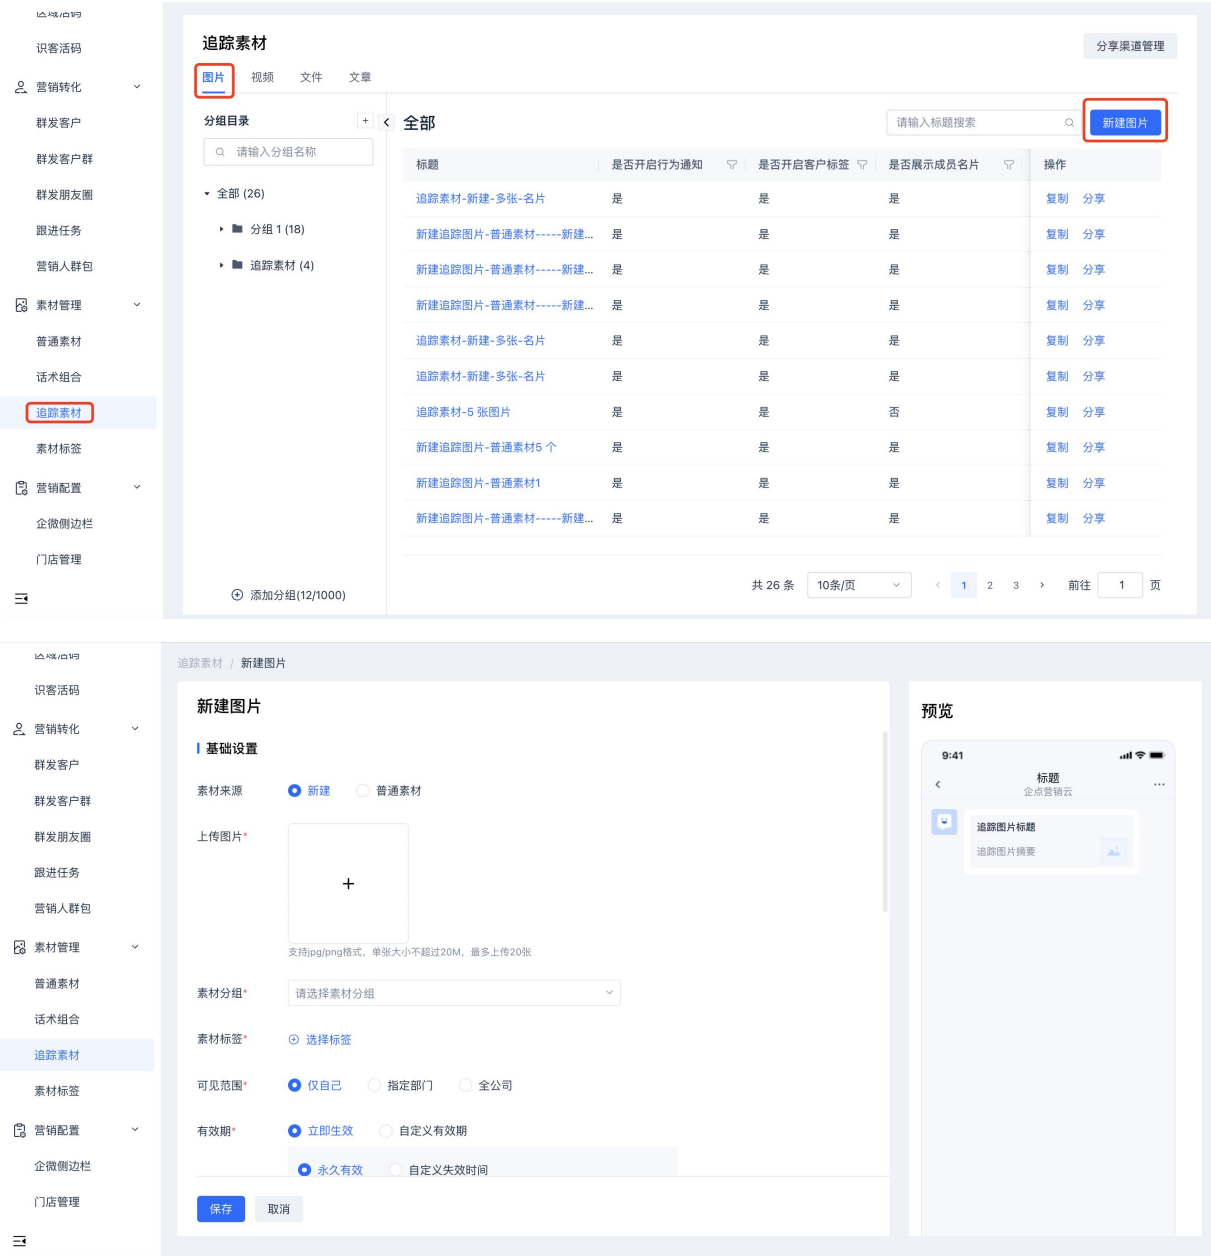 区域活码
识客活码
营销转化
群发客户
群发客户群
群发朋友圈
跟进任务
营销人群包
素材管理
普通素材
话术组合
追踪素材
素材标签
营销配置
企微侧边栏
门店管理
追踪素材
分享渠道管理
图片 视频 文件 文章
分组目录 +
请输入分组名称
全部 (26)
分组 1 (18)
追踪素材 (4)
添加分组(12/1000)
全部
请输入标题搜索
新建图片
标题 是否开启行为通知 是否开启客户标签 是否展示成员名片 操作
追踪素材-新建-多张-名片 是 是 是 复制 分享
新建追踪图片-普通素材-----新建... 是 是 是 复制 分享
新建追踪图片-普通素材-----新建... 是 是 是 复制 分享
新建追踪图片-普通素材-----新建... 是 是 是 复制 分享
追踪素材-新建-多张-名片 是 是 是 复制 分享
追踪素材-新建-多张-名片 是 是 是 复制 分享
追踪素材-5 张图片 是 是 否 复制 分享
新建追踪图片-普通素材5 个 是 是 是 复制 分享
新建追踪图片-普通素材1 是 是 是 复制 分享
新建追踪图片-普通素材-----新建... 是 是 是 复制 分享
共 26 条 10条/页 1 2 3 前往 1 页
区域活码
识客活码
营销转化
群发客户
群发客户群
群发朋友圈
跟进任务
营销人群包
素材管理
普通素材
话术组合
追踪素材
素材标签
营销配置
企微侧边栏
门店管理
追踪素材 / 新建图片
新建图片
基础设置
素材来源 新建 普通素材
上传图片*
+
支持jpg/png格式，单张大小不超过20M，最多上传20张
素材分组* 请选择素材分组
素材标签* 选择标签
可见范围* 仅自己 指定部门 全公司
有效期* 立即生效 自定义有效期
永久有效 自定义失效时间
保存 取消
预览
9:41
标题
企点营销云
追踪图片标题
追踪图片摘要